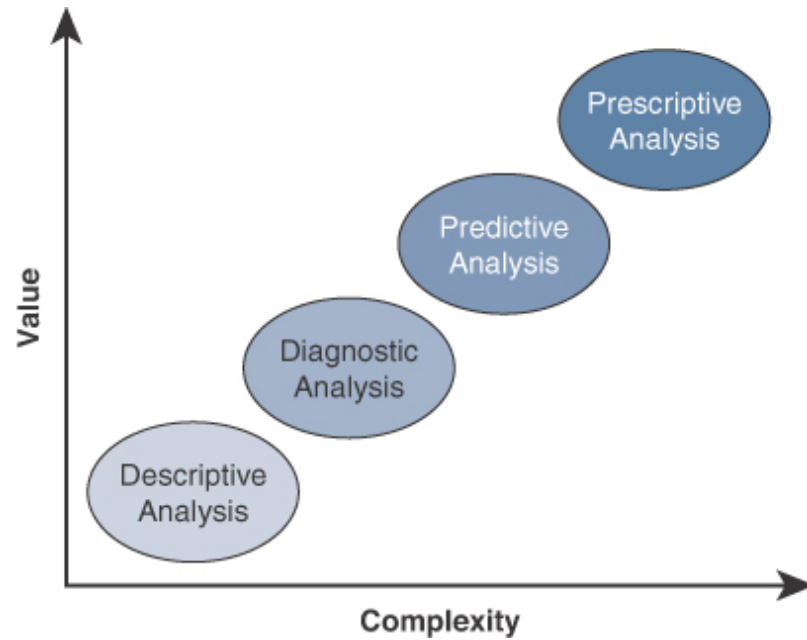 Prescriptive
Analysis
Predictive
Analysis
Diagnostic
Analysis
Descriptive
Analysis
Value
Complexity